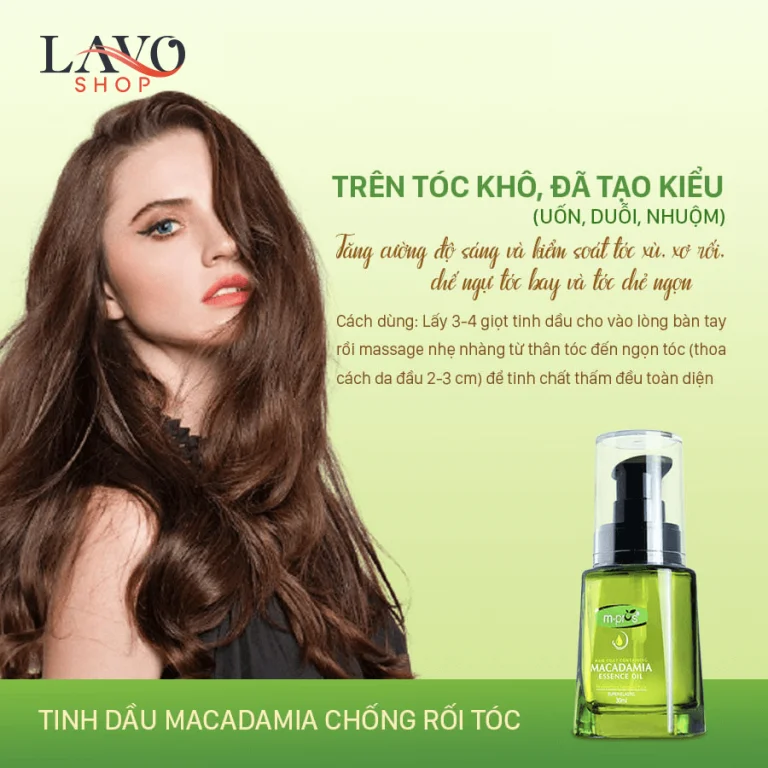 LAVO
SHOP
TRÊN TÓC KHÔ, ĐÃ TẠO KIỂU
(UỐN, DUỖI, NHUỘM)
Tăng cường độ sáng và kiểm soát tóc xù, xơ rối,
chế ngự tóc bay và tóc chẻ ngọn
Cách dùng: Lấy 3-4 giọt tinh dầu cho vào lòng bàn tay
rồi massage nhẹ nhàng từ thân tóc đến ngọn tóc (thoa
cách da đầu 2-3 cm) để tinh chất thấm đều toàn diện
m-plus
MACADAMIA
ESSENCE OIL
TINH DẦU MACADAMIA CHỐNG RỐI TÓC